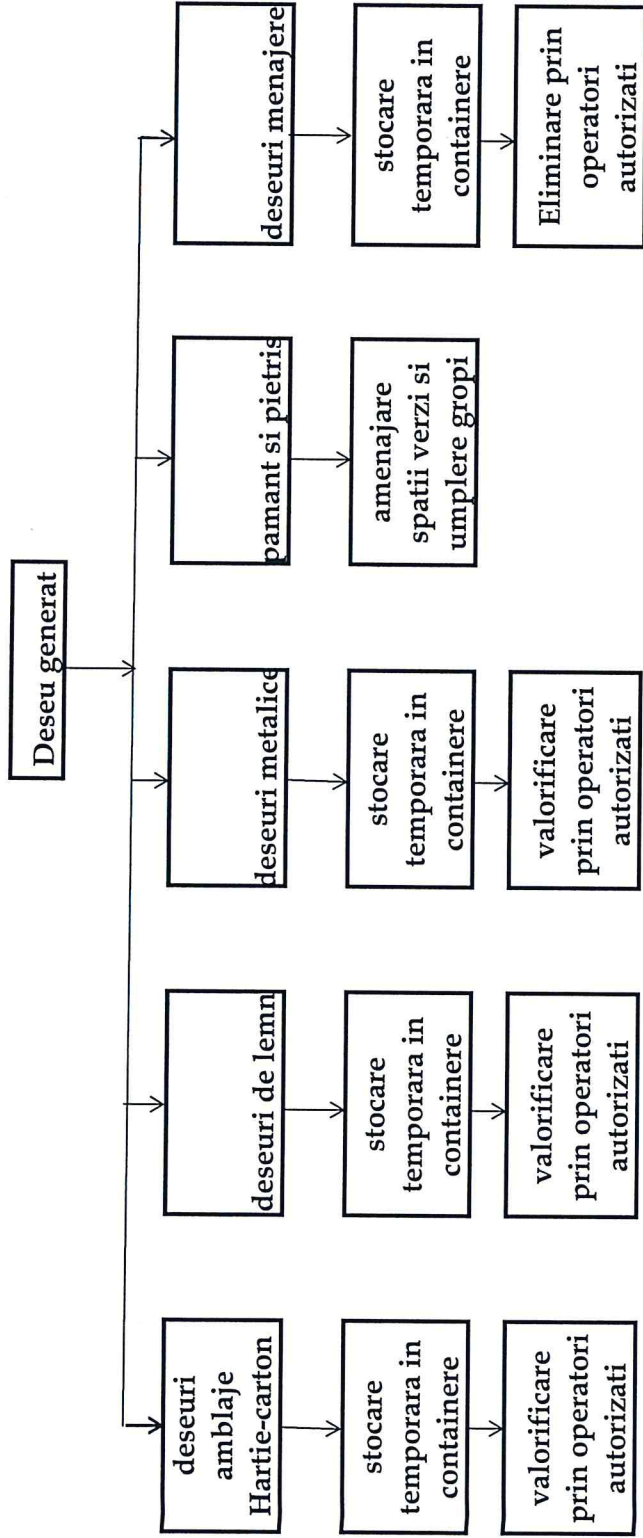 Deseu generat
deseuri
amblaje
Hartie-carton
deseuri de lemn
deseuri metalice
pamant si pietris
deseuri menajere
stocare
temporara in
containere
stocare
temporara in
containere
stocare
temporara in
containere
amenajare
spatii verzi si
umplere gropi
stocare
temporara in
containere
valorificare
prin operatori
autorizati
valorificare
prin operatori
autorizati
valorificare
prin operatori
autorizati
Eliminare prin
operatori
autorizati